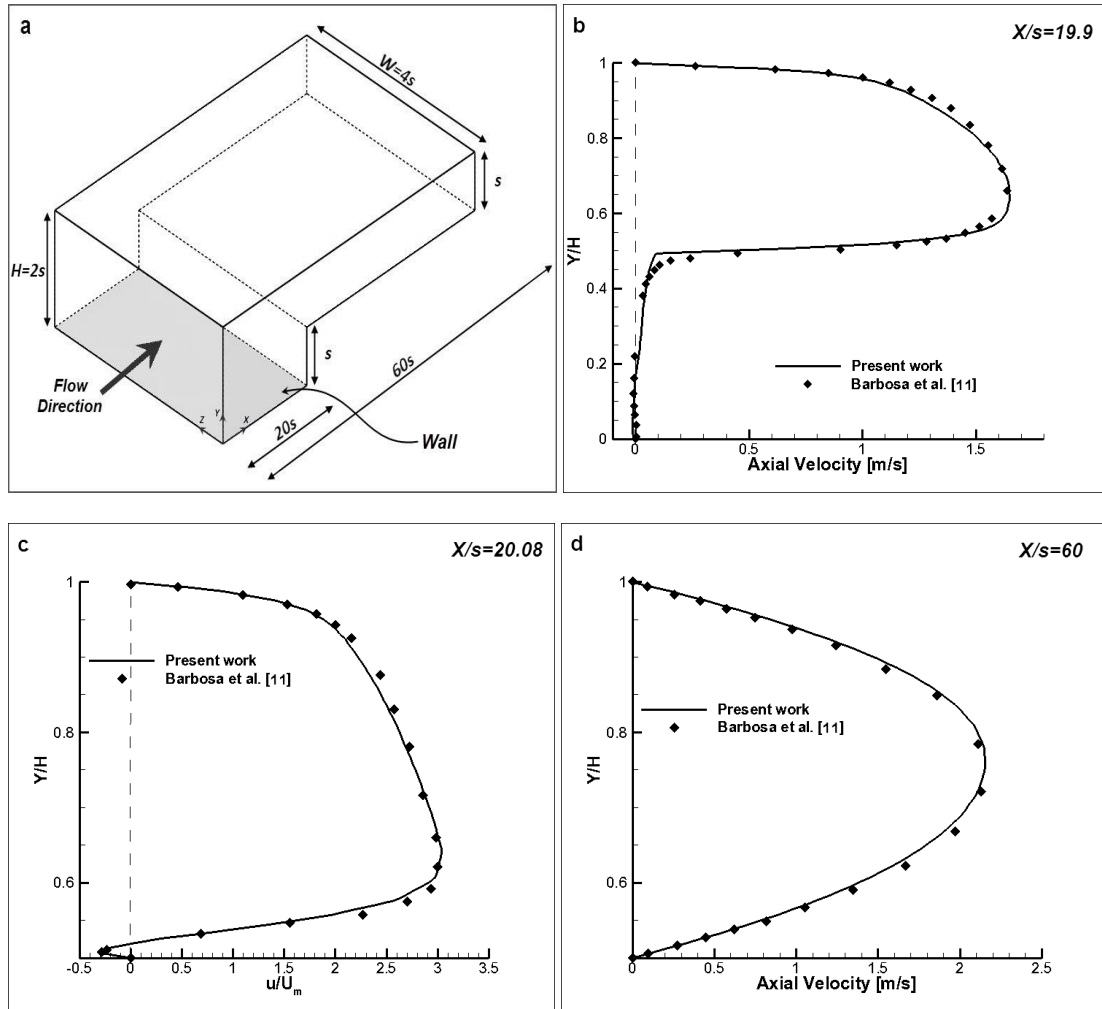 a
W=4s
s
H=2s
s
60s
Flow
Direction
20s
Z
Y
X
Wall
b
X/s=19.9
1
0.8
0.6
0.4
0.2
0
Y/H
Present work
Barbosa et al. [11]
0
0.5
1
1.5
Axial Velocity [m/s]
c
X/s=20.08
1
0.8
0.6
Y/H
Present work
Barbosa et al. [11]
-0.5
0
0.5
1
1.5
2
2.5
3
3.5
u/Um
d
X/s=60
1
0.8
0.6
Y/H
Present work
Barbosa et al. [11]
0
0.5
1
1.5
2
2.5
Axial Velocity [m/s]